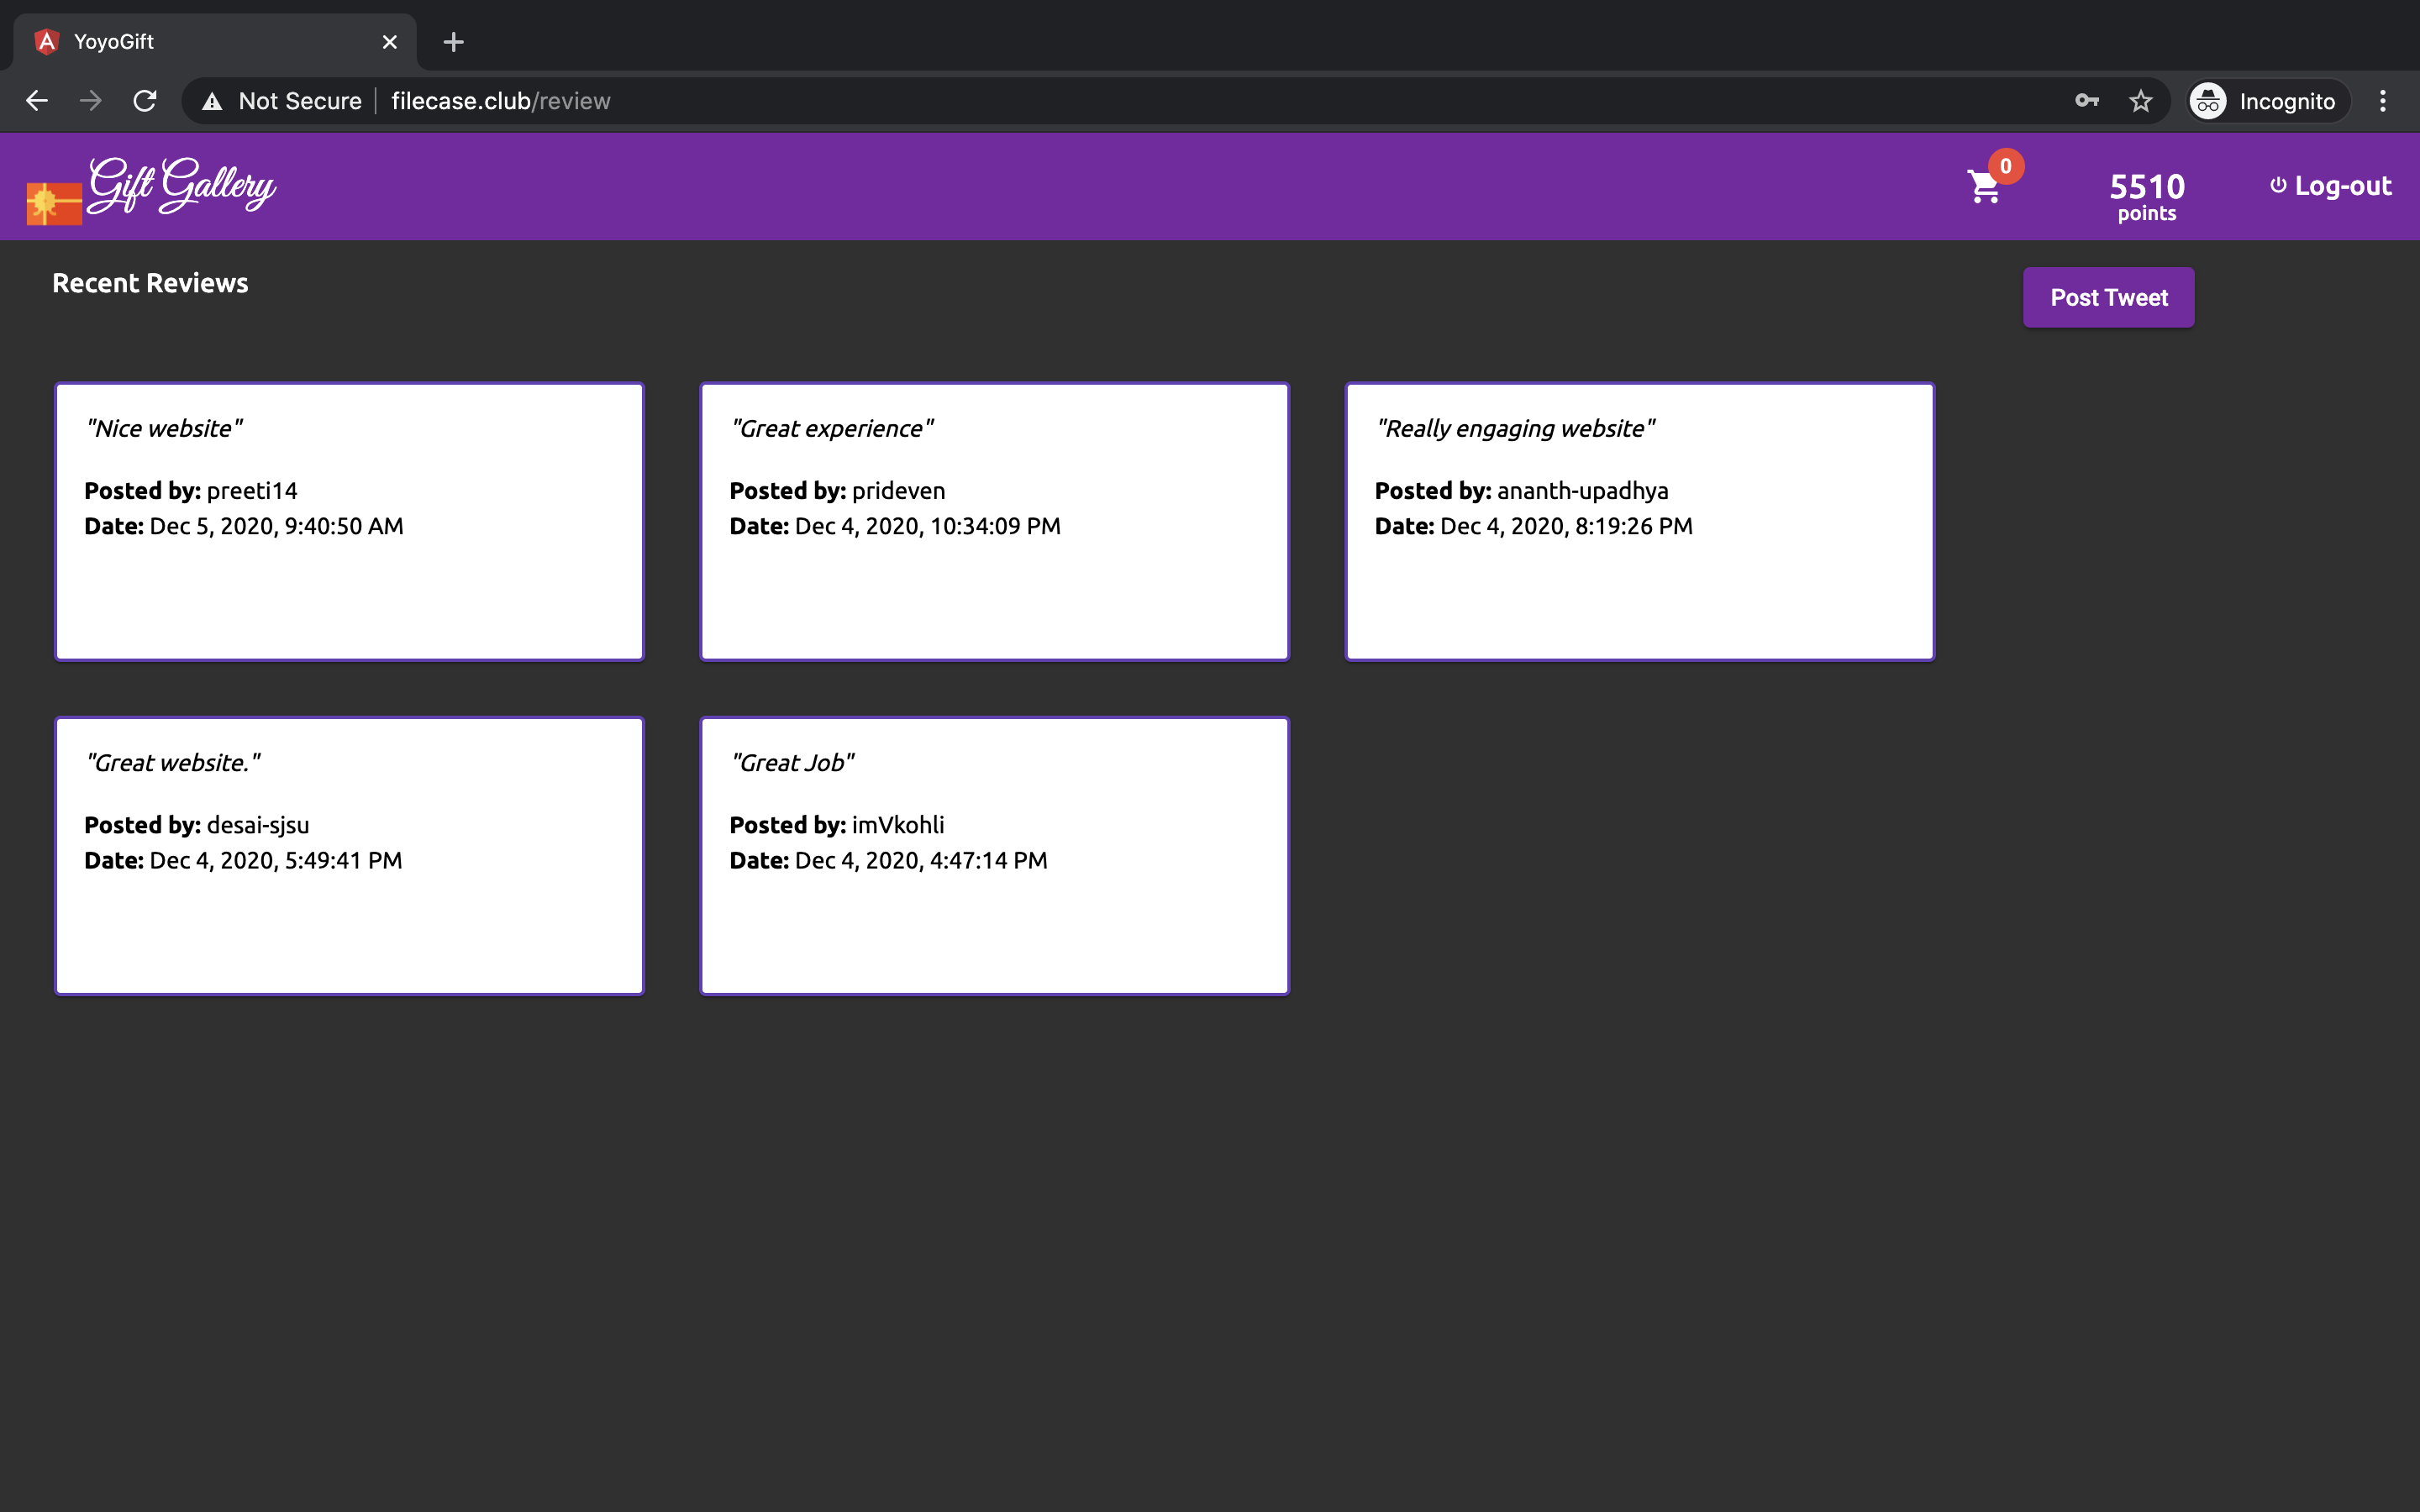 YoyoGift
Not Secure filecase.club/review
Incognito
Gift Gallery
0
5510
points
Log-out
Recent Reviews
Post Tweet
"Nice website"
Posted by: preeti14
Date: Dec 5, 2020, 9:40:50 AM
"Great experience"
Posted by: prideven
Date: Dec 4, 2020, 10:34:09 PM
"Really engaging website"
Posted by: ananth-upadhya
Date: Dec 4, 2020, 8:19:26 PM
"Great website."
Posted by: desai-sjsu
Date: Dec 4, 2020, 5:49:41 PM
"Great Job"
Posted by: imVkohli
Date: Dec 4, 2020, 4:47:14 PM